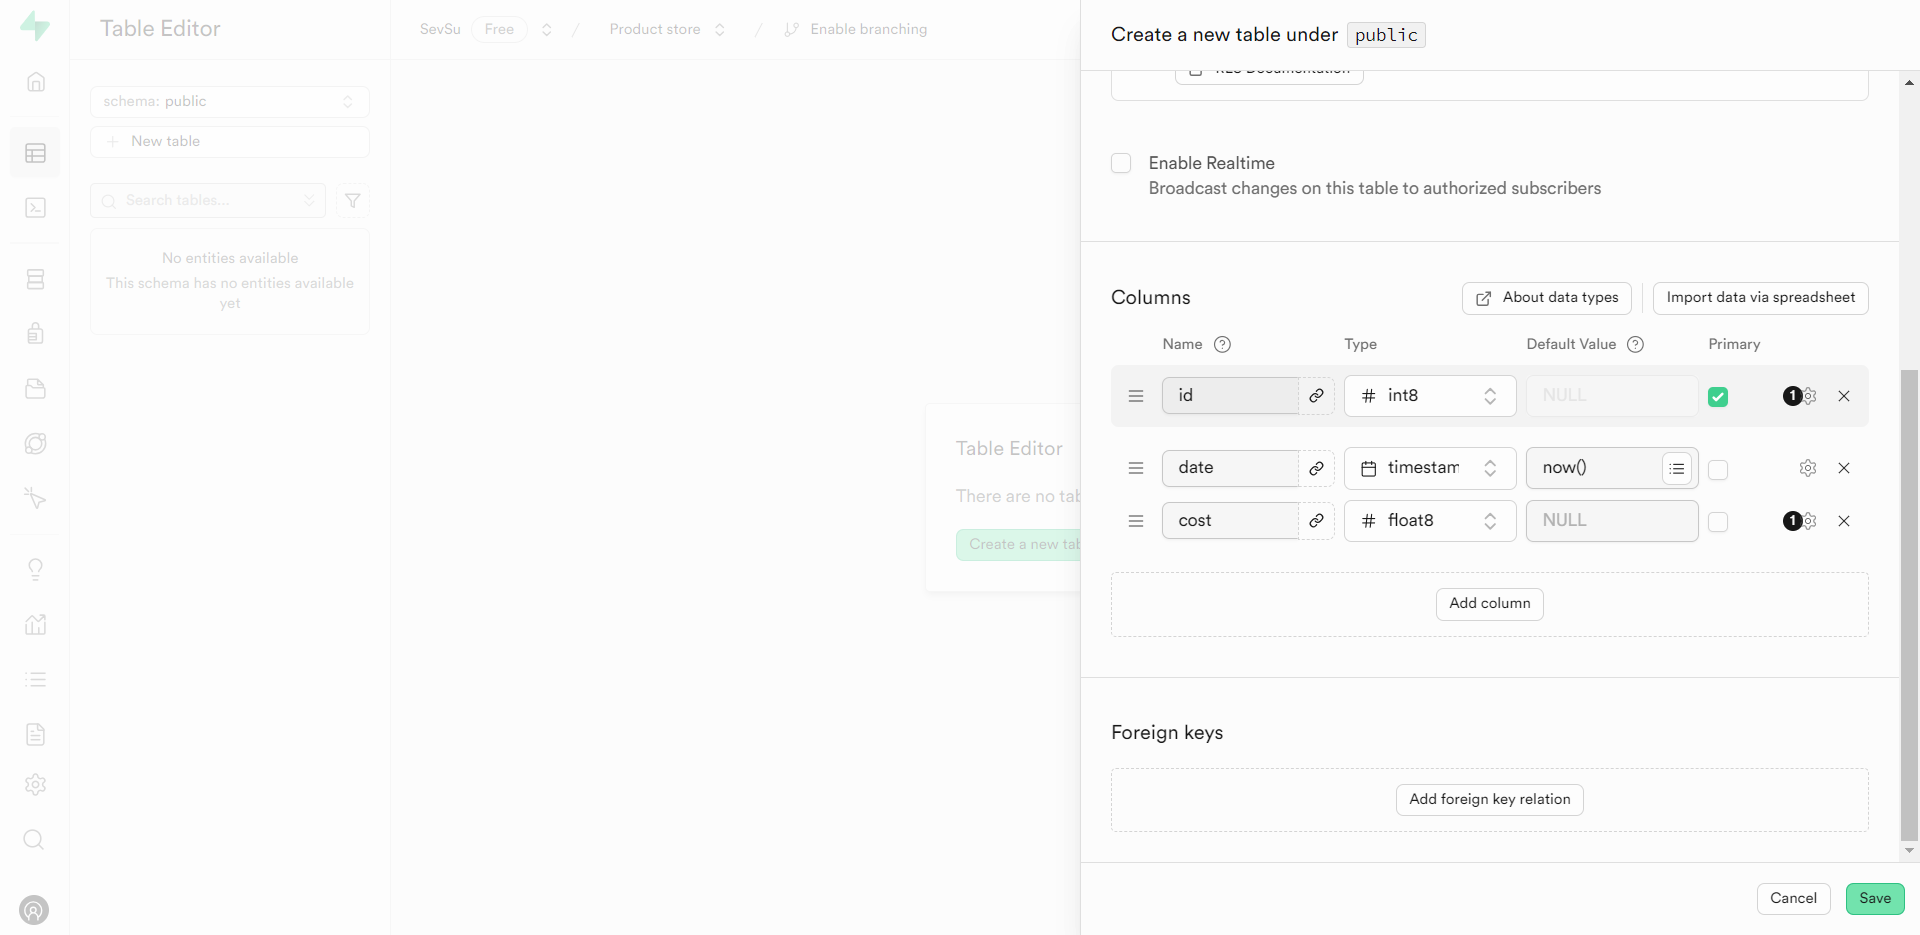 Table Editor
SevSu Free / Product store / Enable branching
schema: public
New table
Search tables...
No entities available
This schema has no entities available
yet
Table Editor
There are no tab
Create a new tab
Create a new table under public
RLS Documentation
Enable Realtime
Broadcast changes on this table to authorized subscribers
Columns
About data types
Import data via spreadsheet
Name ? Type Default Value ? Primary
id # int8 NULL 1
date timestam now()
cost # float8 NULL 1
Add column
Foreign keys
Add foreign key relation
Cancel
Save